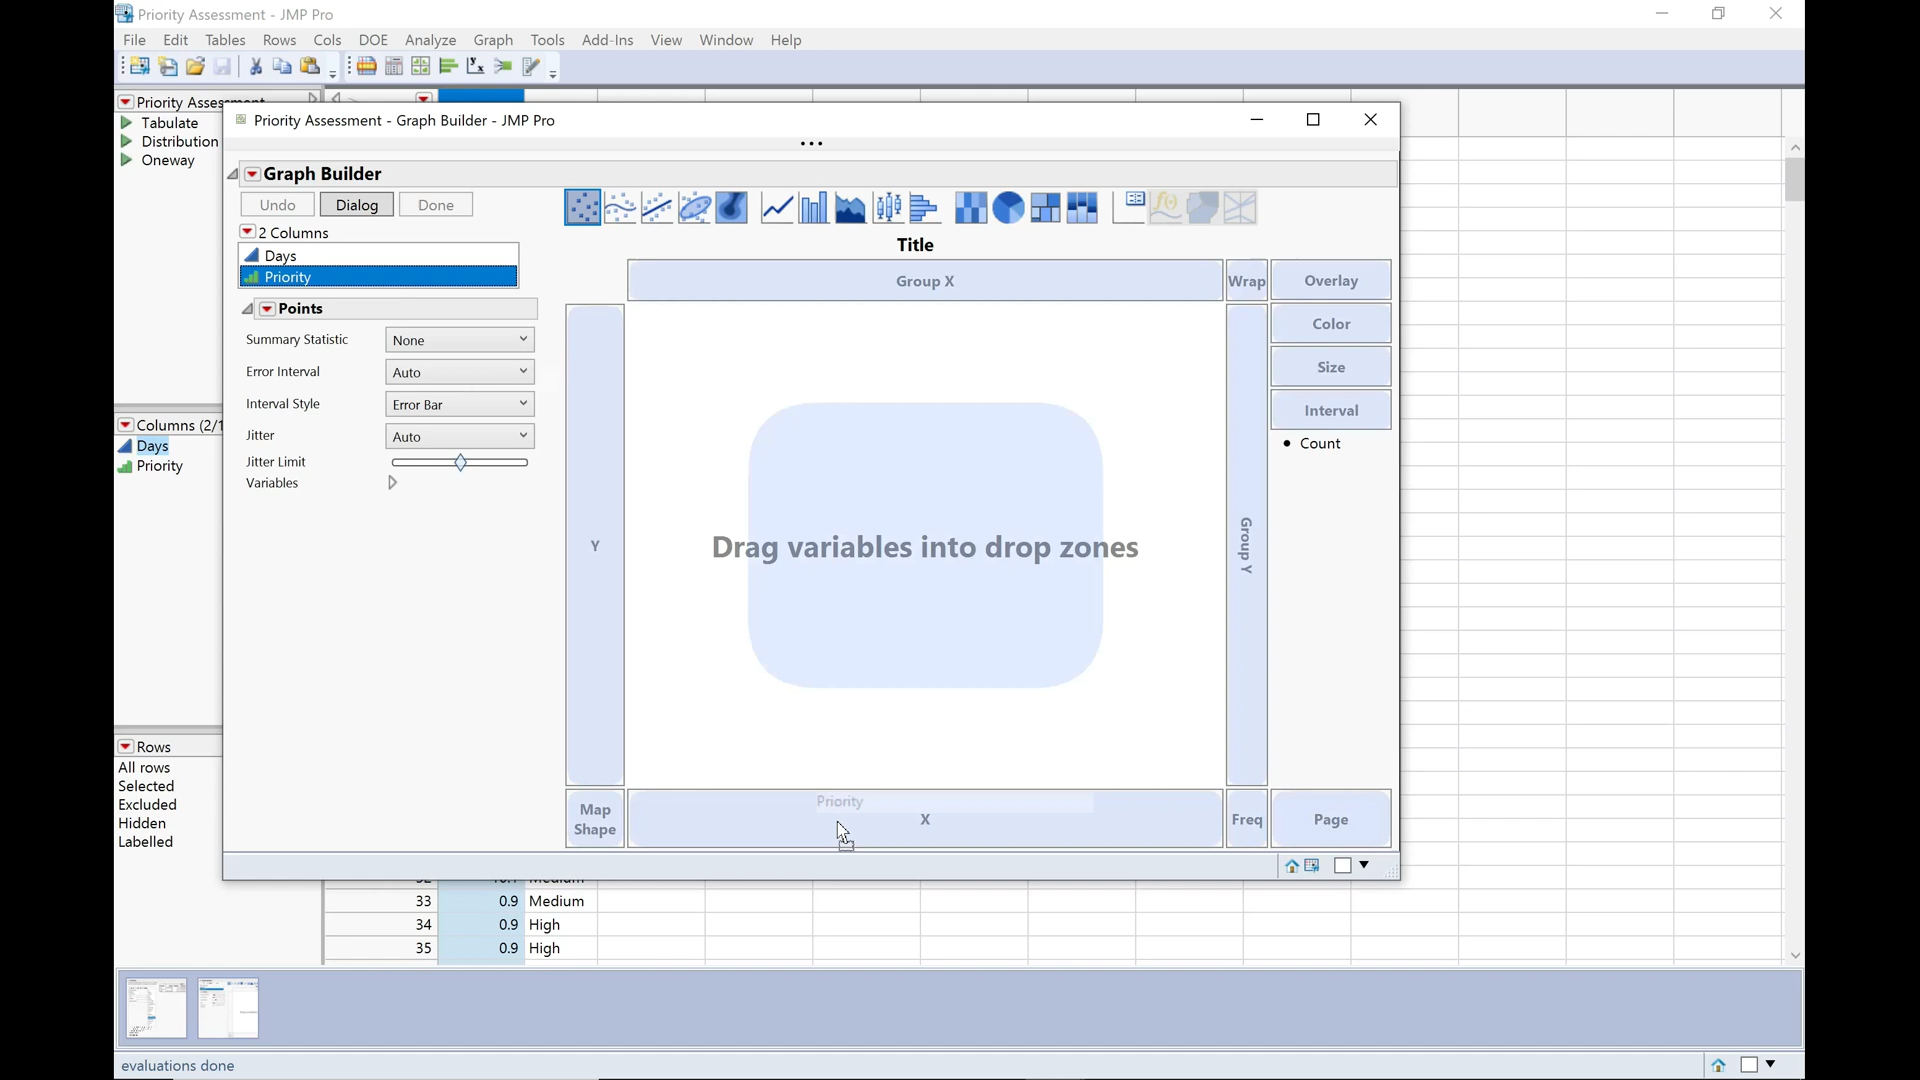 Priority Assessment - JMP Pro
File Edit Tables Rows Cols DOE Analyze Graph Tools Add-Ins View Window Help
Priority Assessment
Tabulate
Distribution
Oneway
Priority Assessment - Graph Builder - JMP Pro
Graph Builder
Undo Dialog Done
2 Columns
Days
Priority
Points
Summary Statistic None
Error Interval Auto
Interval Style Error Bar
Jitter Auto
Jitter Limit
Variables
Title
Group X
Wrap
Overlay
Color
Size
Interval
Count
Y
Drag variables into drop zones
Group Y
Map
Shape
Priority
X
Freq
Page
Columns (2/1
Days
Priority
Rows
All rows
Selected
Excluded
Hidden
Labelled
33 0.9 Medium
34 0.9 High
35 0.9 High
evaluations done